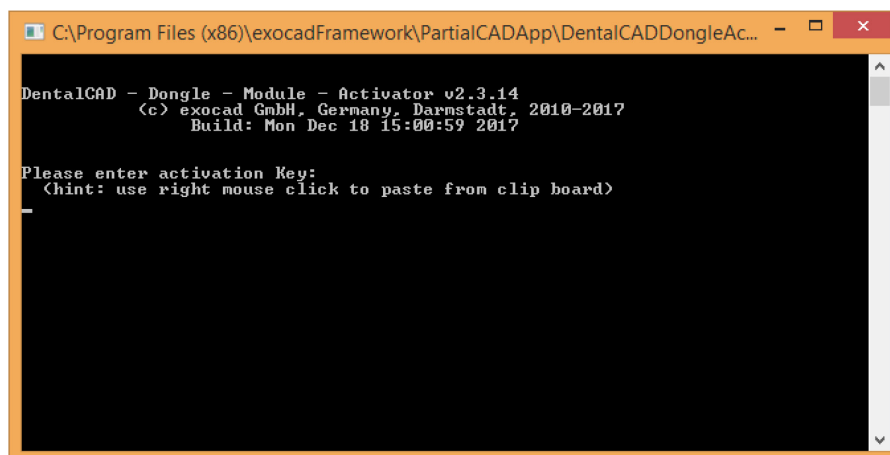 C:\Program Files (x86)\exocadFramework\PartialCADApp\DentalCADDongleAc...
DentalCAD - Dongle - Module - Activator v2.3.14
(c) exocad GmbH, Germany, Darmstadt, 2010-2017
Build: Mon Dec 18 15:00:59 2017
Please enter activation Key:
(hint: use right mouse click to paste from clip board)